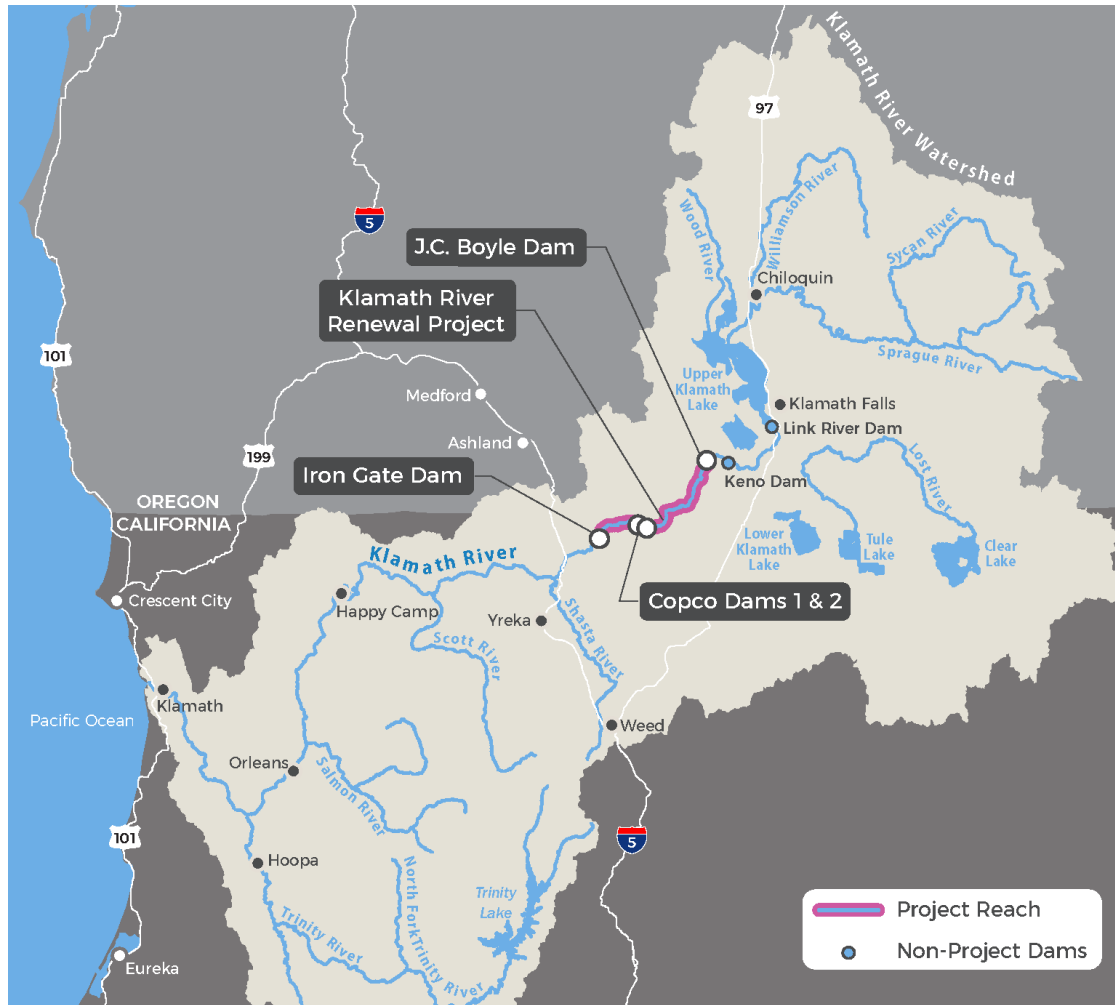 Klamath River Watershed
97
5
Wood River
Williamson River
Sycan River
J.C. Boyle Dam
Chiloquin
Klamath River
Renewal Project
101
Sprague River
Upper
Klamath
Lake
Medford
Klamath Falls
Link River Dam
Ashland
199
Lost River
Iron Gate Dam
Keno Dam
OREGON
CALIFORNIA
Klamath River
Lower
Klamath
Lake
Tule
Lake
Clear
Lake
Crescent City
Happy Camp
Copco Dams 1 & 2
Yreka
Shasta River
Scott River
Klamath
Pacific Ocean
Weed
Orleans
Salmon River
101
5
Hoopa
North Fork Trinity River
Trinity
Lake
Trinity River
Eureka
Project Reach
Non-Project Dams